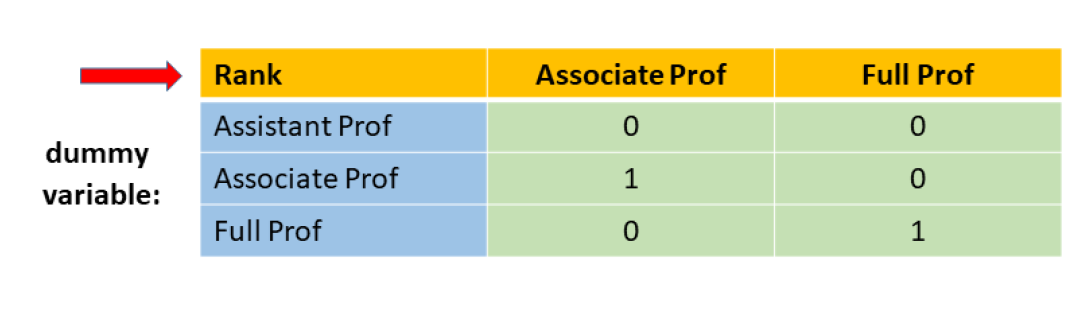 Rank Associate Prof Full Prof
Assistant Prof 0 0
dummy
variable:
Associate Prof 1 0
Full Prof 0 1